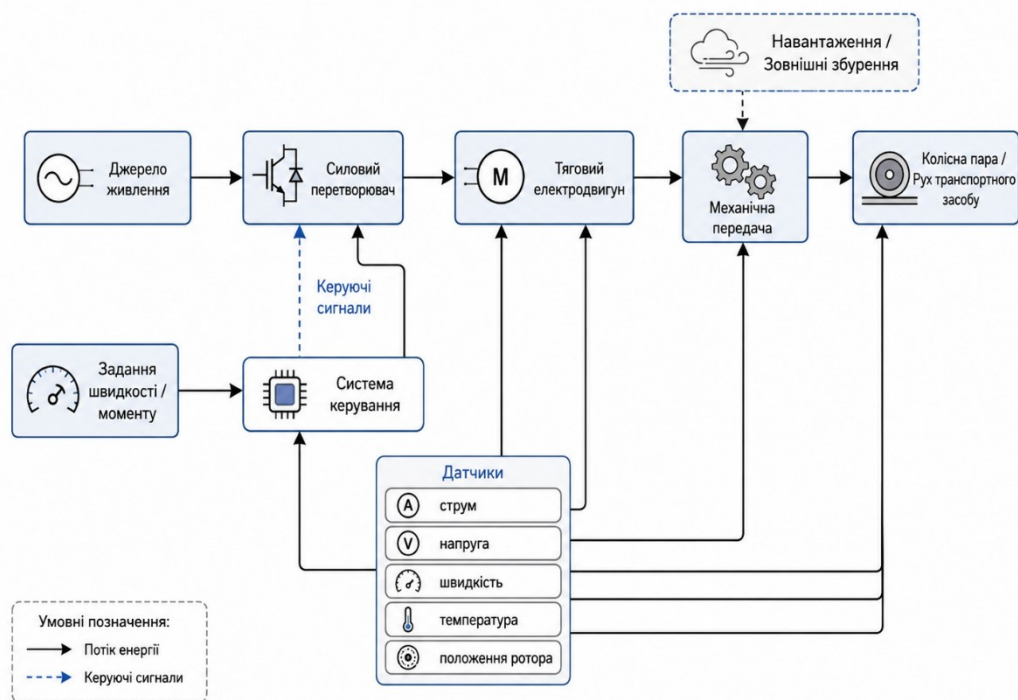 Навантаження /
Зовнішні збурення
Джерело
живлення
Силовий
перетворювач
M
Тяговий
електродвигун
Механічна
передача
Колісна пара /
Рух транспортного
засобу
Керуючі
сигнали
Задання
швидкості /
моменту
Система
керування
Датчики
A струм
V напруга
швидкість
температура
положення ротора
Умовні позначення:
Потік енергії
Керуючі сигнали